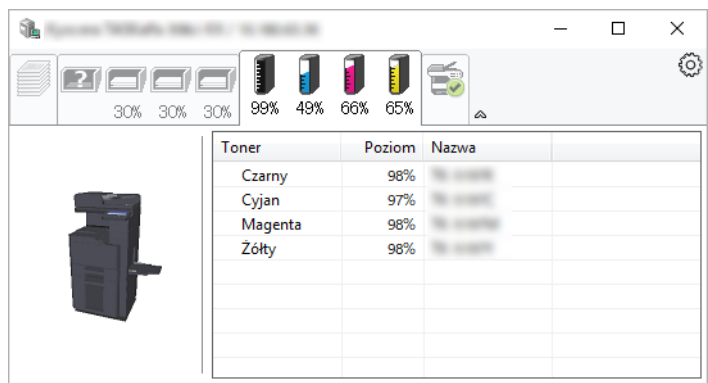 30% 30% 30% 99% 49% 66% 65%
Toner Poziom Nazwa
Czarny 98%
Cyjan 97%
Magenta 98%
Żółty 98%